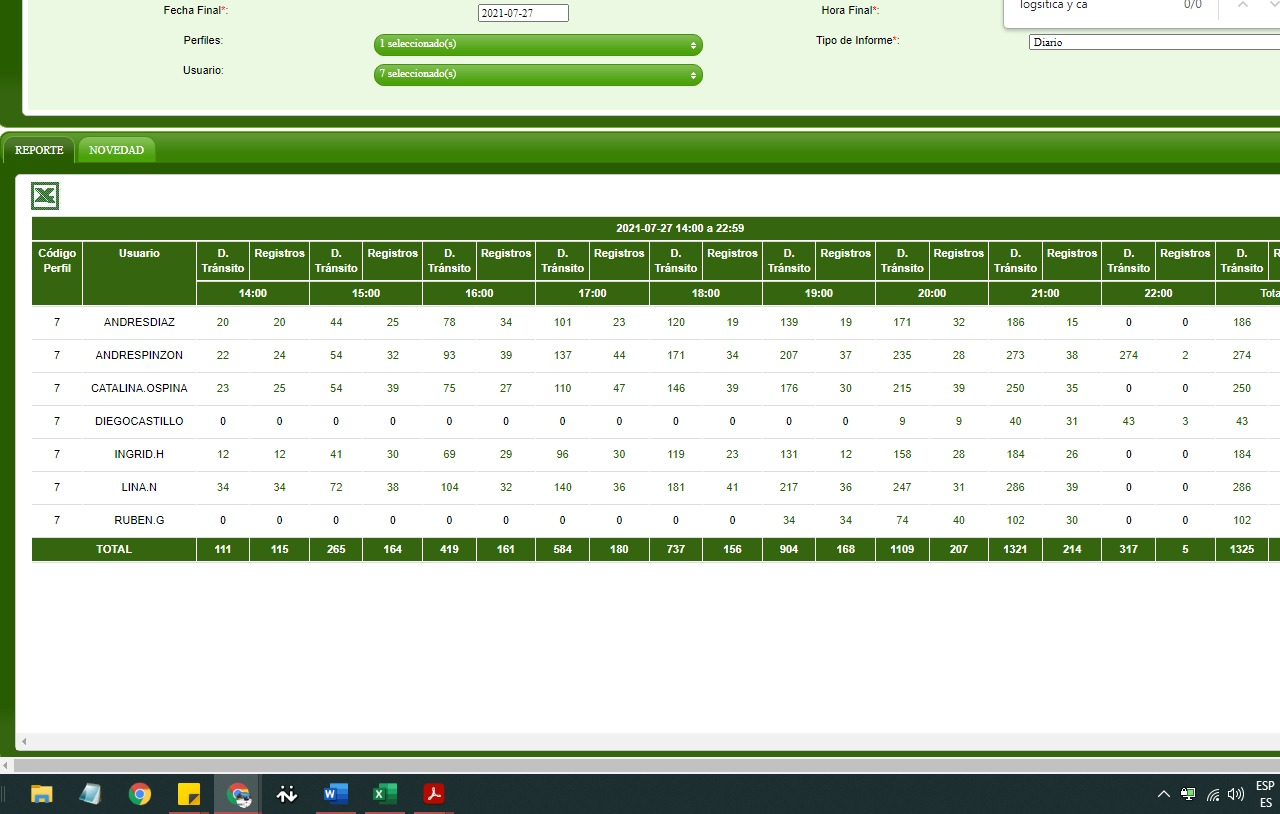 logsitica y ca 0/0
Fecha Final*: 2021-07-27 Hora Final*:
Perfiles: 1 seleccionado(s) Tipo de Informe*: Diario
Usuario: 7 seleccionado(s)
REPORTE NOVEDAD
2021-07-27 14:00 a 22:59
Código Perfil Usuario D. Tránsito Registros D. Tránsito Registros D. Tránsito Registros D. Tránsito Registros D. Tránsito Registros D. Tránsito Registros D. Tránsito Registros D. Tránsito Registros D. Tránsito Registros D. Tránsito R
14:00 15:00 16:00 17:00 18:00 19:00 20:00 21:00 22:00 Tota
7 ANDRESDIAZ 20 20 44 25 78 34 101 23 120 19 139 19 171 32 186 15 0 0 186
7 ANDRESPINZON 22 24 54 32 93 39 137 44 171 34 207 37 235 28 273 38 274 2 274
7 CATALINA.OSPINA 23 25 54 39 75 27 110 47 146 39 176 30 215 39 250 35 0 0 250
7 DIEGOCASTILLO 0 0 0 0 0 0 0 0 0 0 0 0 9 9 40 31 43 3 43
7 INGRID.H 12 12 41 30 69 29 96 30 119 23 131 12 158 28 184 26 0 0 184
7 LINA.N 34 34 72 38 104 32 140 36 181 41 217 36 247 31 286 39 0 0 286
7 RUBEN.G 0 0 0 0 0 0 0 0 0 0 34 34 74 40 102 30 0 0 102
TOTAL 111 115 265 164 419 161 584 180 737 156 904 168 1109 207 1321 214 317 5 1325
ESP
ES